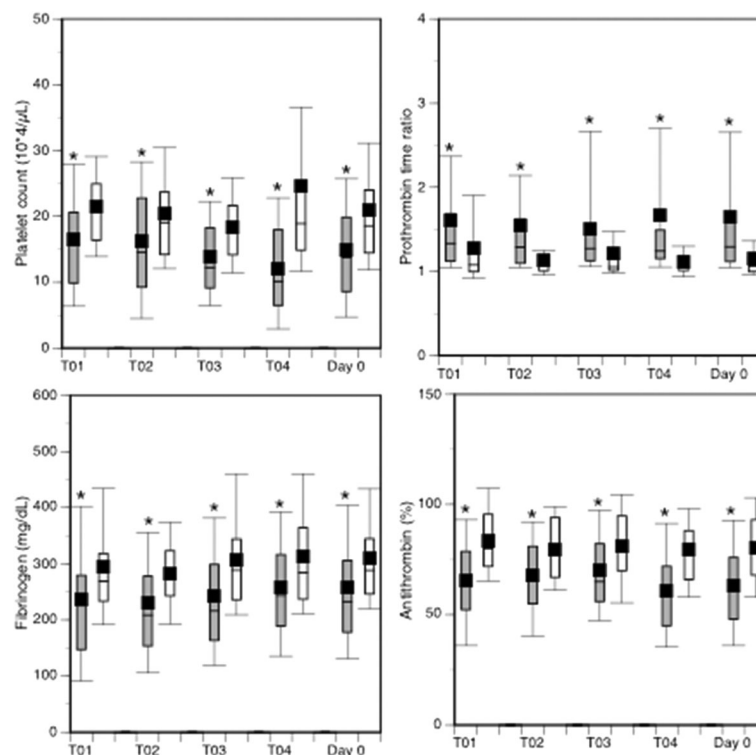 50
40
30
20
10
0
Platelet count (10*4/μL)
* * * * *
T01 T02 T03 T04 Day 0
4
3
2
1
0
Prothrombin time ratio
* * * * *
T01 T02 T03 T04 Day 0
600
500
400
300
200
100
0
Fibrinogen (mg/dL)
* * * * *
T01 T02 T03 T04 Day 0
150
100
50
0
Antithrombin (%)
* * * * *
T01 T02 T03 T04 Day 0